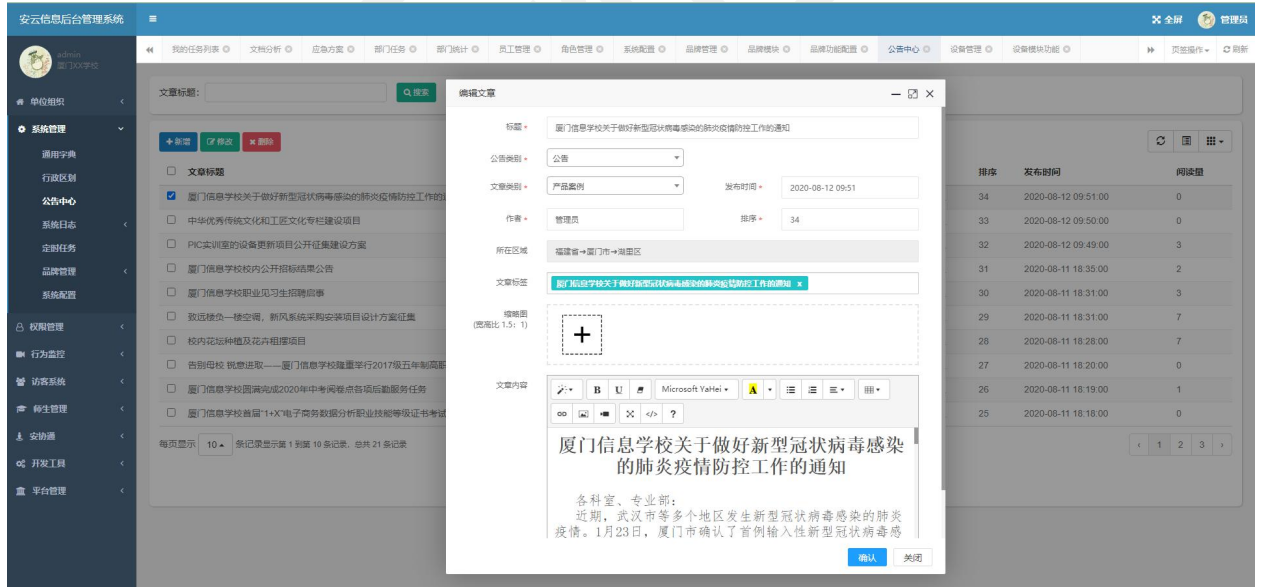 安云信息后台管理系统
全屏 管理员
admin
厦门XX学校
我的任务列表 文档分析 应急方案 部门任务 部门统计 员工管理 角色管理 系统配置 品牌管理 品牌模块 品牌功能配置 公告中心 设备管理 设备模块功能 页签操作 刷新
单位组织
系统管理
通用字典
行政区划
公告中心
系统日志
定时任务
品牌管理
系统配置
权限管理
行为监控
访客系统
师生管理
安协通
开发工具
平台管理
文章标题: 搜索
+新增 修改 删除
文章标题 排序 发布时间 阅读量
厦门信息学校关于做好新型冠状病毒感染的肺炎疫情防控工作的 34 2020-08-12 09:51:00 0
中华优秀传统文化和工匠文化专栏建设项目 33 2020-08-12 09:50:00 0
PIC实训室的设备更新项目公开征集建设方案 32 2020-08-12 09:49:00 3
厦门信息学校校内公开招标结果公告 31 2020-08-11 18:35:00 2
厦门信息学校职业见习生招聘启事 30 2020-08-11 18:31:00 3
致远楼负一楼空调，新风系统采购安装项目设计方案征集 29 2020-08-11 18:31:00 7
校内花坛种植及花卉租摆项目 28 2020-08-11 18:28:00 7
告别母校 锐意进取——厦门信息学校隆重举行2017级五年制高职 27 2020-08-11 18:20:00 0
厦门信息学校圆满完成2020年中考阅卷点各项后勤服务任务 26 2020-08-11 18:19:00 1
厦门信息学校首届“1+X”电子商务数据分析职业技能等级证书考试 25 2020-08-11 18:18:00 0
每页显示 10 条记录显示第 1 到第 10 条记录，总共 21 条记录
‹ 1 2 3 ›
编辑文章
标题* 厦门信息学校关于做好新型冠状病毒感染的肺炎疫情防控工作的通知
公告类别* 公告
文章类别* 产品案例 发布时间* 2020-08-12 09:51
作者* 管理员 排序* 34
所在区域 福建省→厦门市→湖里区
文章标签 厦门信息学校关于做好新型冠状病毒感染的肺炎疫情防控工作的通知 x
缩略图
(宽高比 1.5：1)
+
文章内容
B U Microsoft YaHei A
</> ?
厦门信息学校关于做好新型冠状病毒感染
的肺炎疫情防控工作的通知
各科室、专业部：
近期，武汉市等多个地区发生新型冠状病毒感染的肺炎
疫情。1月23日，厦门市确认了首例输入性新型冠状病毒感
确认 关闭